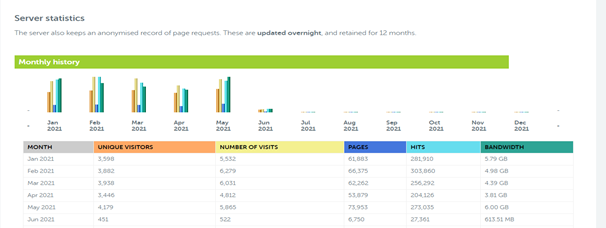 Server statistics
The server also keeps an anonymised record of page requests. These are updated overnight, and retained for 12 months.
Monthly history
Jan Feb Mar Apr May Jun Jul Aug Sep Oct Nov Dec
2021 2021 2021 2021 2021 2021 2021 2021 2021 2021 2021 2021
MONTH UNIQUE VISITORS NUMBER OF VISITS PAGES HITS BANDWIDTH
Jan 2021 3,598 5,532 61,883 281,910 5.79 GB
Feb 2021 3,882 6,279 66,375 303,860 4.98 GB
Mar 2021 3,938 6,031 62,262 256,292 4.39 GB
Apr 2021 3,446 4,812 53,879 204,126 3.81 GB
May 2021 4,179 5,865 73,953 273,035 6.00 GB
Jun 2021 451 522 6,750 27,361 613.51 MB